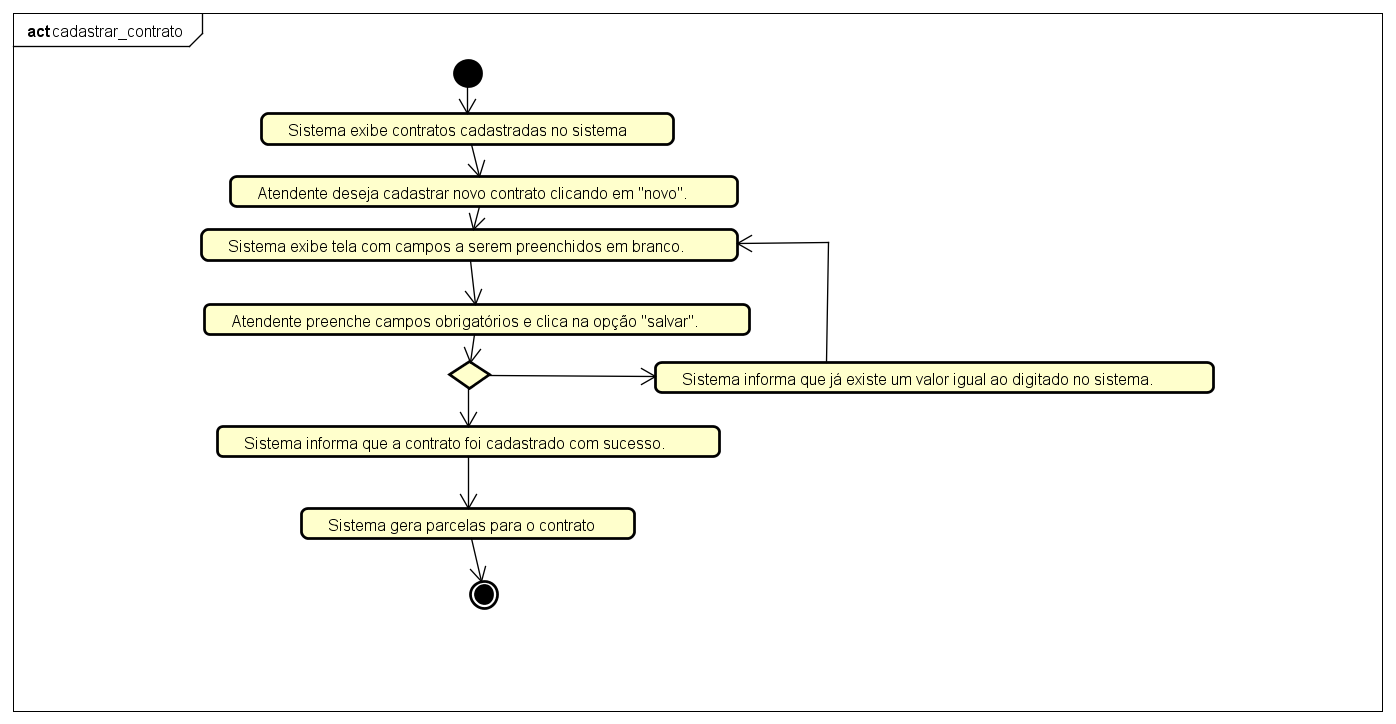 act cadastrar_contrato
Sistema exibe contratos cadastradas no sistema
Atendente deseja cadastrar novo contrato clicando em "novo".
Sistema exibe tela com campos a serem preenchidos em branco.
Atendente preenche campos obrigatórios e clica na opção "salvar".
Sistema informa que já existe um valor igual ao digitado no sistema.
Sistema informa que a contrato foi cadastrado com sucesso.
Sistema gera parcelas para o contrato